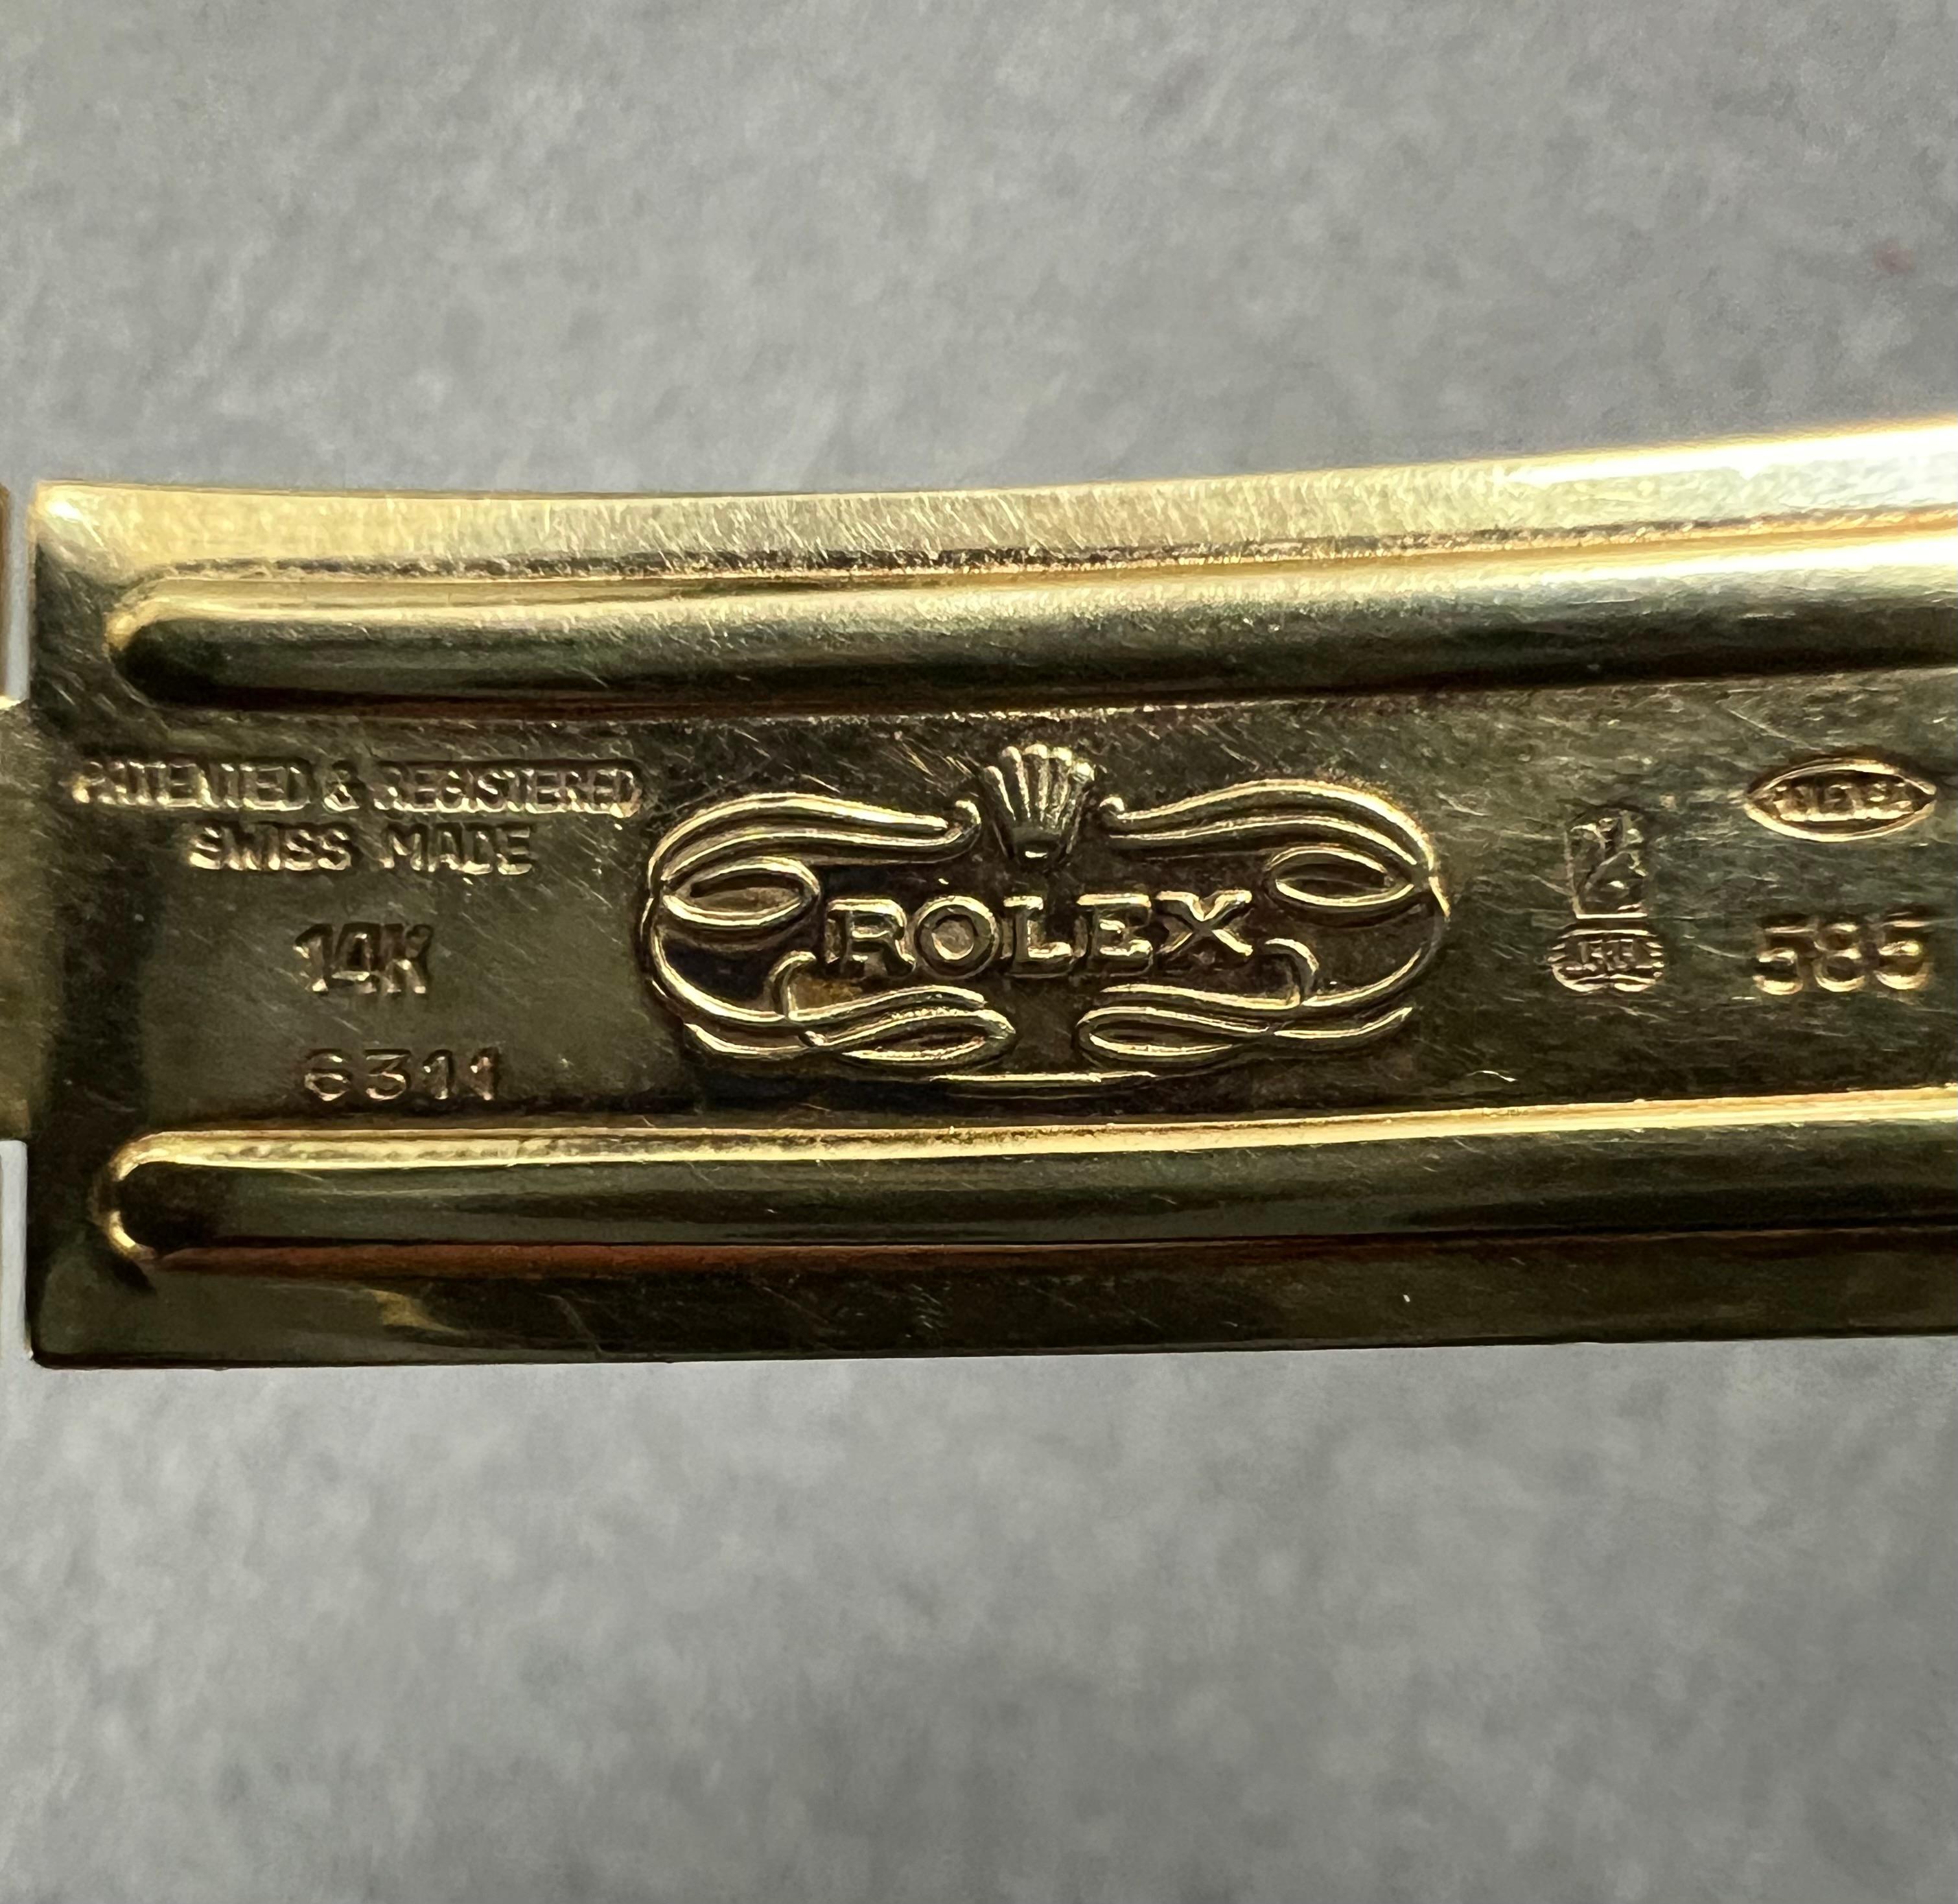 PATENTED & REGISTERED
SWISS MADE
14K
6311
ROLEX
585